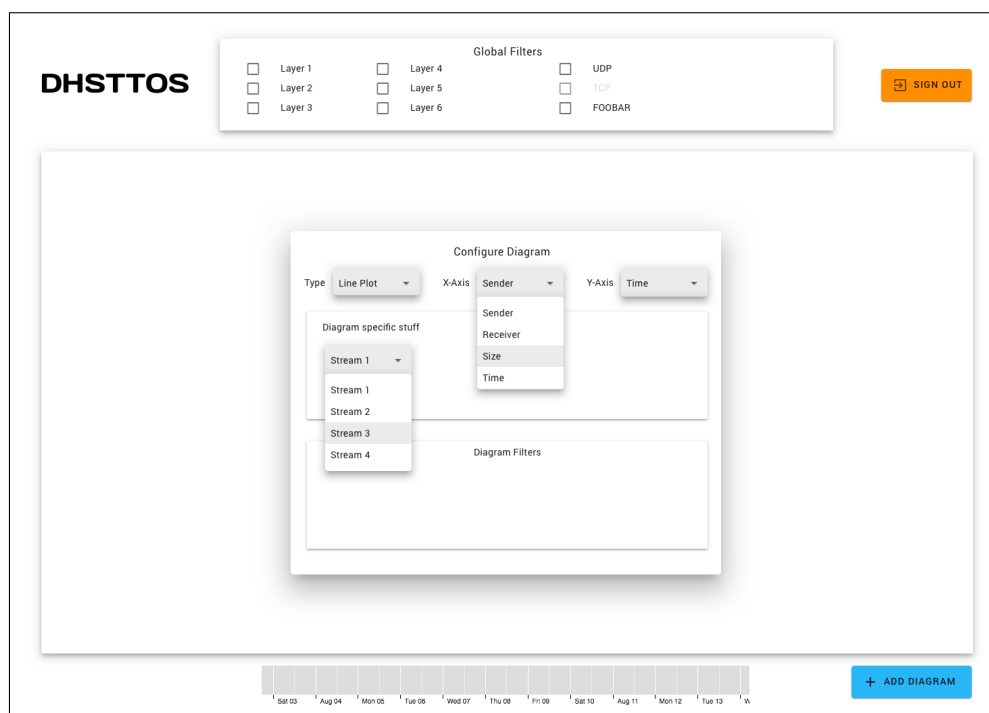 Global Filters
DHSTTOS
Layer 1 Layer 4 UDP
Layer 2 Layer 5 TCP
Layer 3 Layer 6 FOOBAR
SIGN OUT
Configure Diagram
Type Line Plot X-Axis Sender Y-Axis Time
Sender
Receiver
Size
Time
Diagram specific stuff
Stream 1
Stream 1
Stream 2
Stream 3
Stream 4
Diagram Filters
Sat 03 Aug 04 Mon 05 Tue 06 Wed 07 Thu 08 Fri 09 Sat 10 Aug 11 Mon 12 Tue 13
ADD DIAGRAM